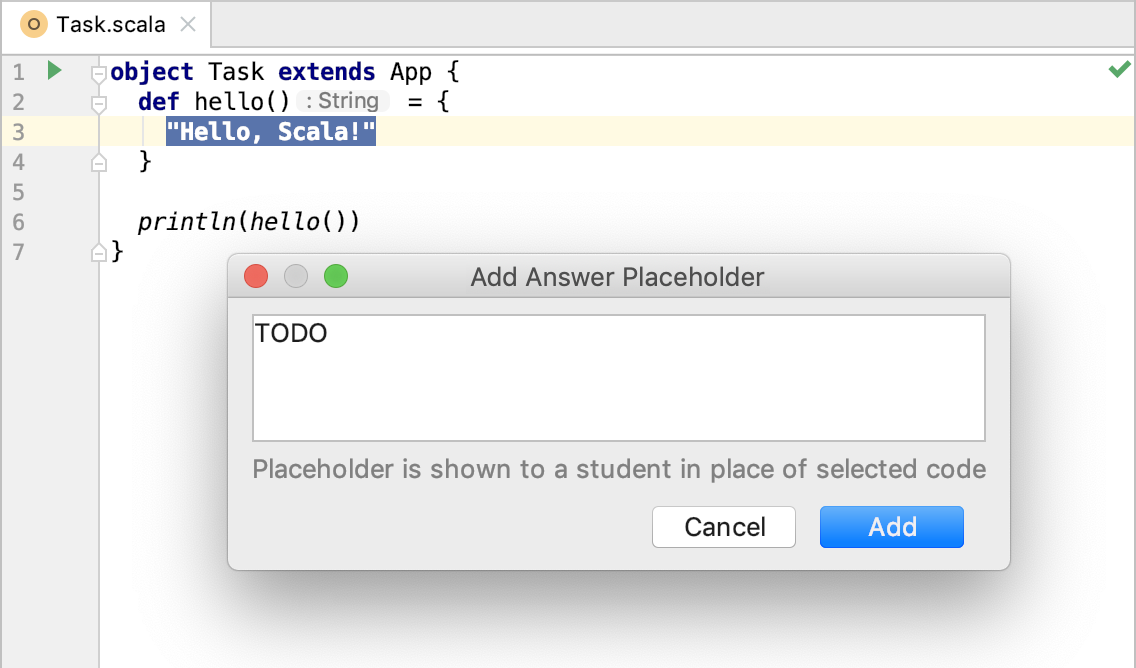 O Task.scala
1 object Task extends App {
2 def hello() : String = {
3 "Hello, Scala!"
4 }
5
6 println(hello())
7 }
Add Answer Placeholder
TODO
Placeholder is shown to a student in place of selected code
Cancel Add